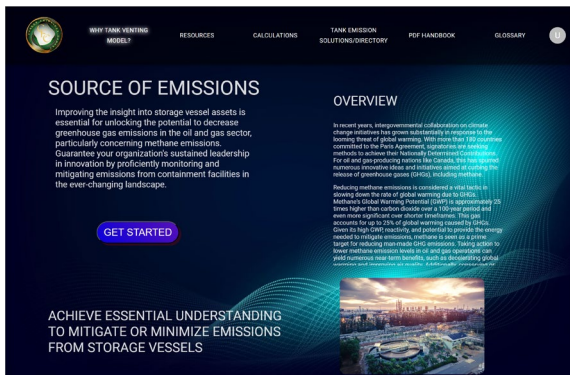 WHY TANK VENTING
MODEL?
RESOURCES
CALCULATIONS
TANK EMISSION
SOLUTIONS/DIRECTORY
PDF HANDBOOK
GLOSSARY
U
SOURCE OF EMISSIONS
Improving the insight into storage vessel assets is
essential for unlocking the potential to decrease
greenhouse gas emissions in the oil and gas sector,
particularly concerning methane emissions.
Guarantee your organization's sustained leadership
in innovation by proficiently monitoring and
mitigating emissions from containment facilities in
the ever-changing landscape.
GET STARTED
OVERVIEW
In recent years, intergovernmental collaboration on climate
change initiatives has grown substantially in response to the
looming threat of global warming. With more than 180 countries
committed to the Paris Agreement, signatories are seeking
methods to achieve their Nationally Determined Contributions.
For oil and gas-producing nations like Canada, this has spurred
numerous innovative ideas and initiatives aimed at curbing the
release of greenhouse gases (GHGs), including methane.
Reducing methane emissions is considered a vital tactic in
slowing down the rate of global warming due to GHGs.
Methane's Global Warming Potential (GWP) is approximately 25
times higher than carbon dioxide over a 100-year period and
even more significant over shorter timeframes. This gas
accounts for up to 25% of global warming caused by GHGs.
Given its high GWP, reactivity, and potential to provide the energy
needed to mitigate emissions, methane is seen as a prime
target for reducing man-made GHG emissions. Taking action to
lower methane emission levels in oil and gas operations can
yield numerous near-term benefits, such as decelerating global
warming and improving air quality. Additionally, conserving or
ACHIEVE ESSENTIAL UNDERSTANDING
TO MITIGATE OR MINIMIZE EMISSIONS
FROM STORAGE VESSELS